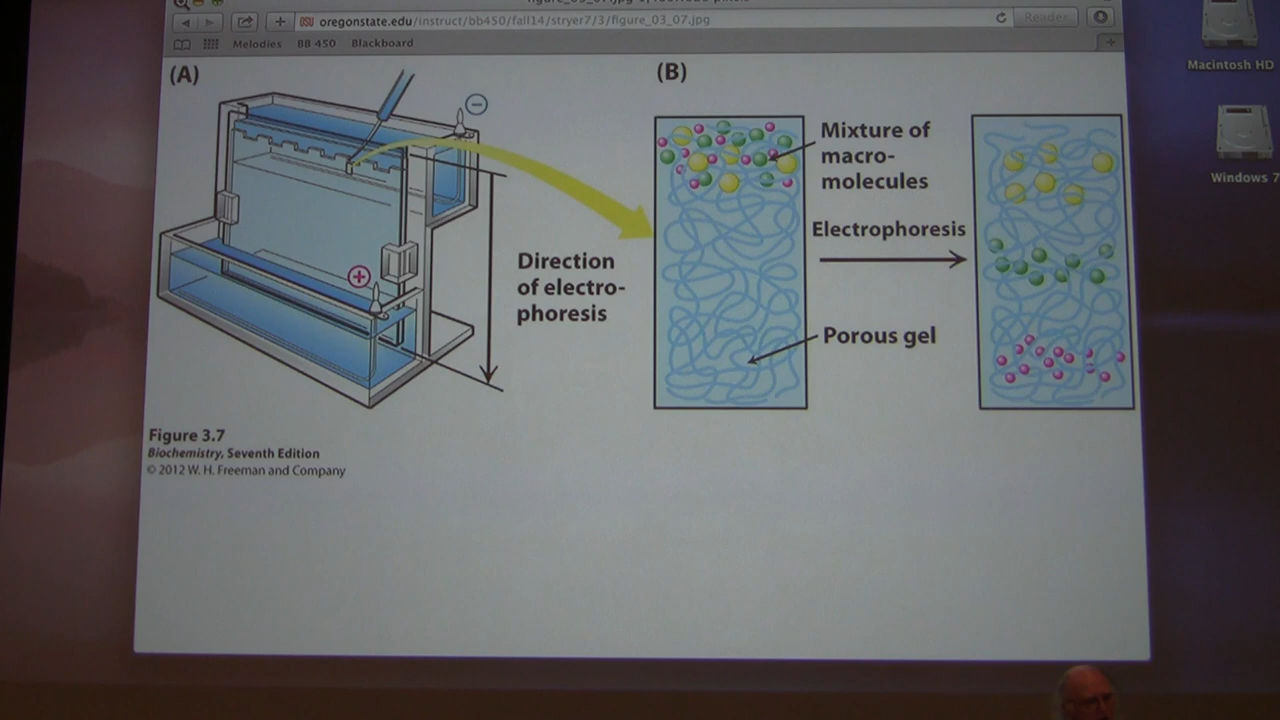 oregonstate.edu/instruct/bb450/fall14/stryer7/3/figure_03_07.jpg
Reader
Melodies BB 450 Blackboard
Macintosh HD
Windows 7
(A)
−
+
Direction
of electro-
phoresis
(B)
Mixture of
macro-
molecules
Electrophoresis
Porous gel
Figure 3.7
Biochemistry, Seventh Edition
© 2012 W. H. Freeman and Company